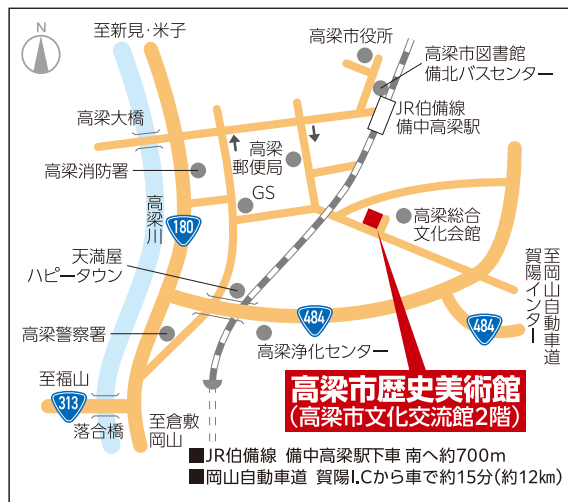 N
至新見・米子
高梁市役所
高梁市図書館
備北バスセンター
高梁大橋
JR伯備線
備中高梁駅
高梁
郵便局
高梁消防署
GS
高梁川
180
高梁総合
文化会館
天満屋
ハピータウン
至岡山自動車道
賀陽インター
484
484
高梁警察署
高梁浄化センター
至福山
313
高梁市歴史美術館
(高梁市文化交流館2階)
落合橋
至倉敷
岡山
■JR伯備線 備中高梁駅下車 南へ約700m
■岡山自動車道 賀陽I.Cから車で約15分(約12㎞)